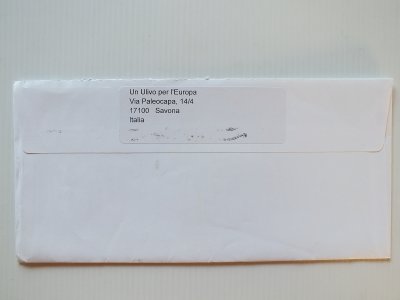 Un Ulivo per l'Europa
Via Paleocapa, 14/4
17100 Savona
Italia